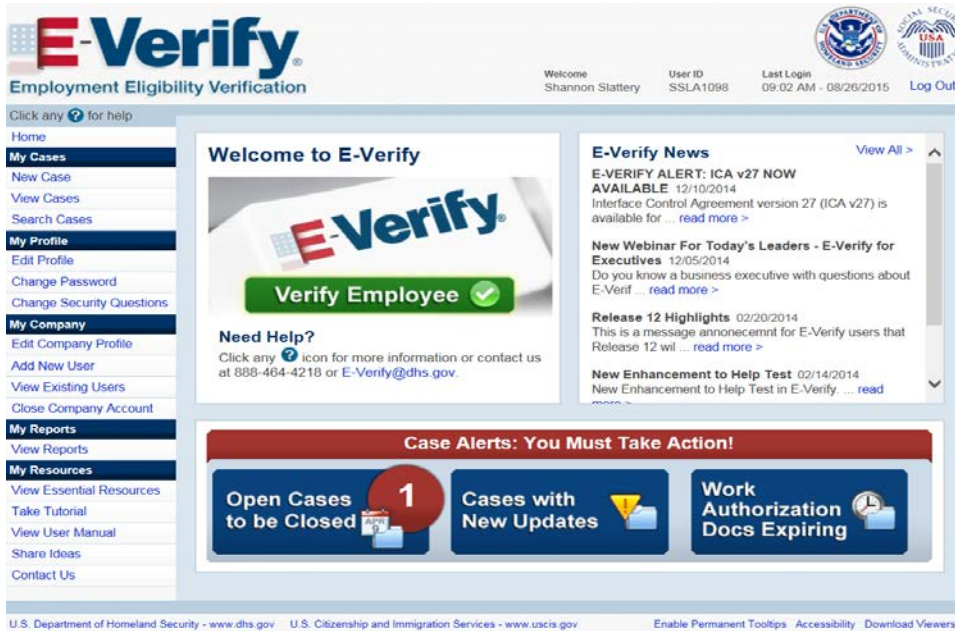 E-Verify®
Employment Eligibility Verification
Welcome
Shannon Slattery
User ID
SSLA1098
Last Login
09:02 AM - 08/26/2015
Log Out
U.S. DEPARTMENT OF HOMELAND SECURITY
SOCIAL SECURITY ADMINISTRATION
USA
Click any ? for help
Home
My Cases
New Case
View Cases
Search Cases
My Profile
Edit Profile
Change Password
Change Security Questions
My Company
Edit Company Profile
Add New User
View Existing Users
Close Company Account
My Reports
View Reports
My Resources
View Essential Resources
Take Tutorial
View User Manual
Share Ideas
Contact Us
Welcome to E-Verify
E-Verify®
Verify Employee
Need Help?
Click any ? icon for more information or contact us
at 888-464-4218 or E-Verify@dhs.gov.
E-Verify News
View All >
E-VERIFY ALERT: ICA v27 NOW
AVAILABLE 12/10/2014
Interface Control Agreement version 27 (ICA v27) is
available for ... read more >
New Webinar For Today's Leaders - E-Verify for
Executives 12/05/2014
Do you know a business executive with questions about
E-Verif ... read more >
Release 12 Highlights 02/20/2014
This is a message annonecemnt for E-Verify users that
Release 12 wil ... read more >
New Enhancement to Help Test 02/14/2014
New Enhancement to Help Test in E-Verify. ... read
more >
Case Alerts: You Must Take Action!
Open Cases
to be Closed
1
APR
9
Cases with
New Updates
Work
Authorization
Docs Expiring
U.S. Department of Homeland Security - www.dhs.gov
U.S. Citizenship and Immigration Services - www.uscis.gov
Enable Permanent Tooltips
Accessibility
Download Viewers